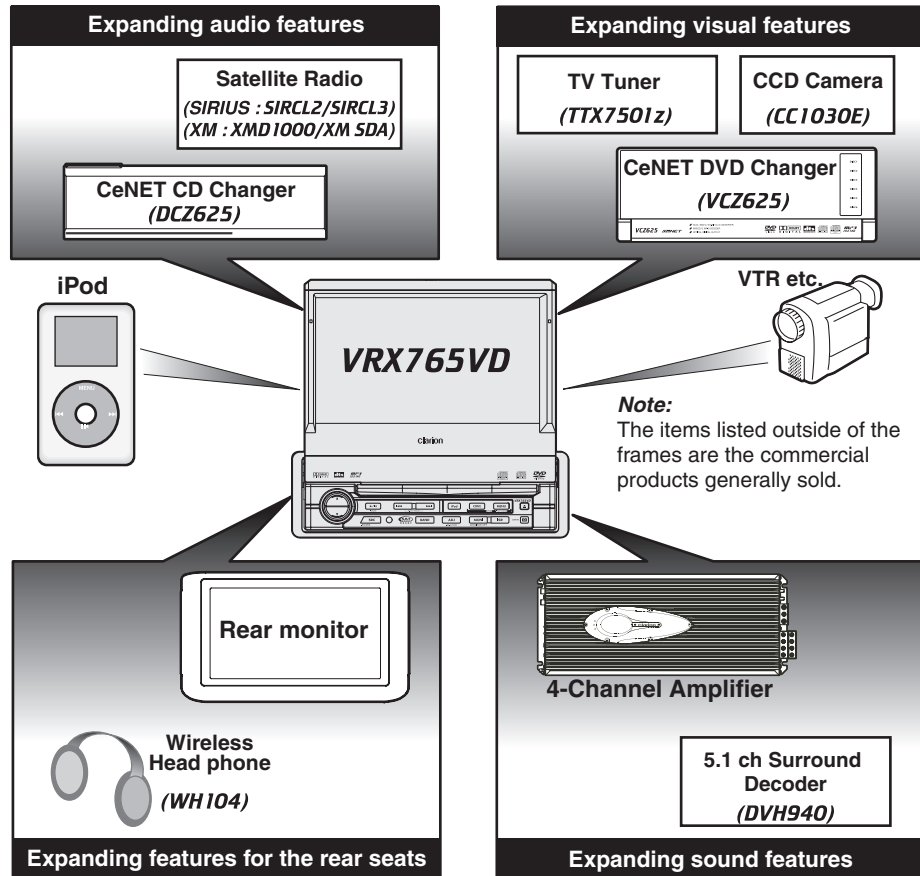 Expanding audio features
Satellite Radio
(SIRIUS : SIRCL2/SIRCL3)
(XM : XMD1000/XM SDA)
CeNET CD Changer
(DCZ625)
Expanding visual features
TV Tuner
(TTX7501z)
CCD Camera
(CC1030E)
CeNET DVD Changer
(VCZ625)
VCZ625
iPod
MENU
VRX765VD
clarion
VTR etc.
Note:
The items listed outside of the
frames are the commercial
products generally sold.
Rear monitor
Wireless
Head phone
(WH104)
Expanding features for the rear seats
4-Channel Amplifier
5.1 ch Surround
Decoder
(DVH940)
Expanding sound features